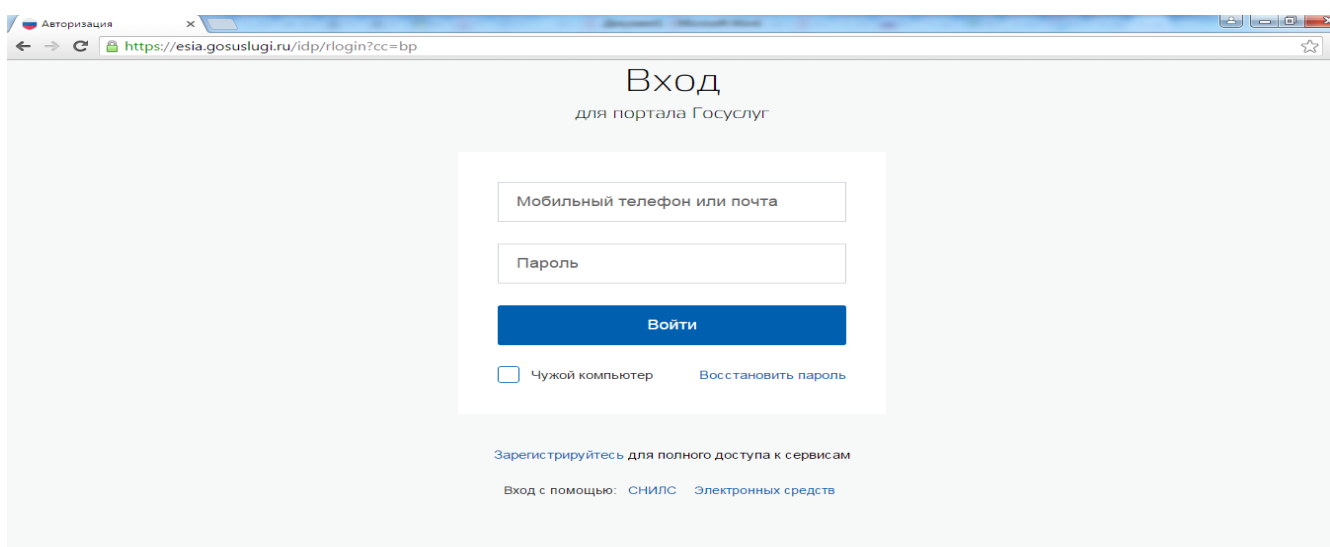 Авторизация
https://esia.gosuslugi.ru/idp/rlogin?cc=bp
Вход
для портала Госуслуг
Мобильный телефон или почта
Пароль
Войти
Чужой компьютер Восстановить пароль
Зарегистрируйтесь для полного доступа к сервисам
Вход с помощью: СНИЛС Электронных средств